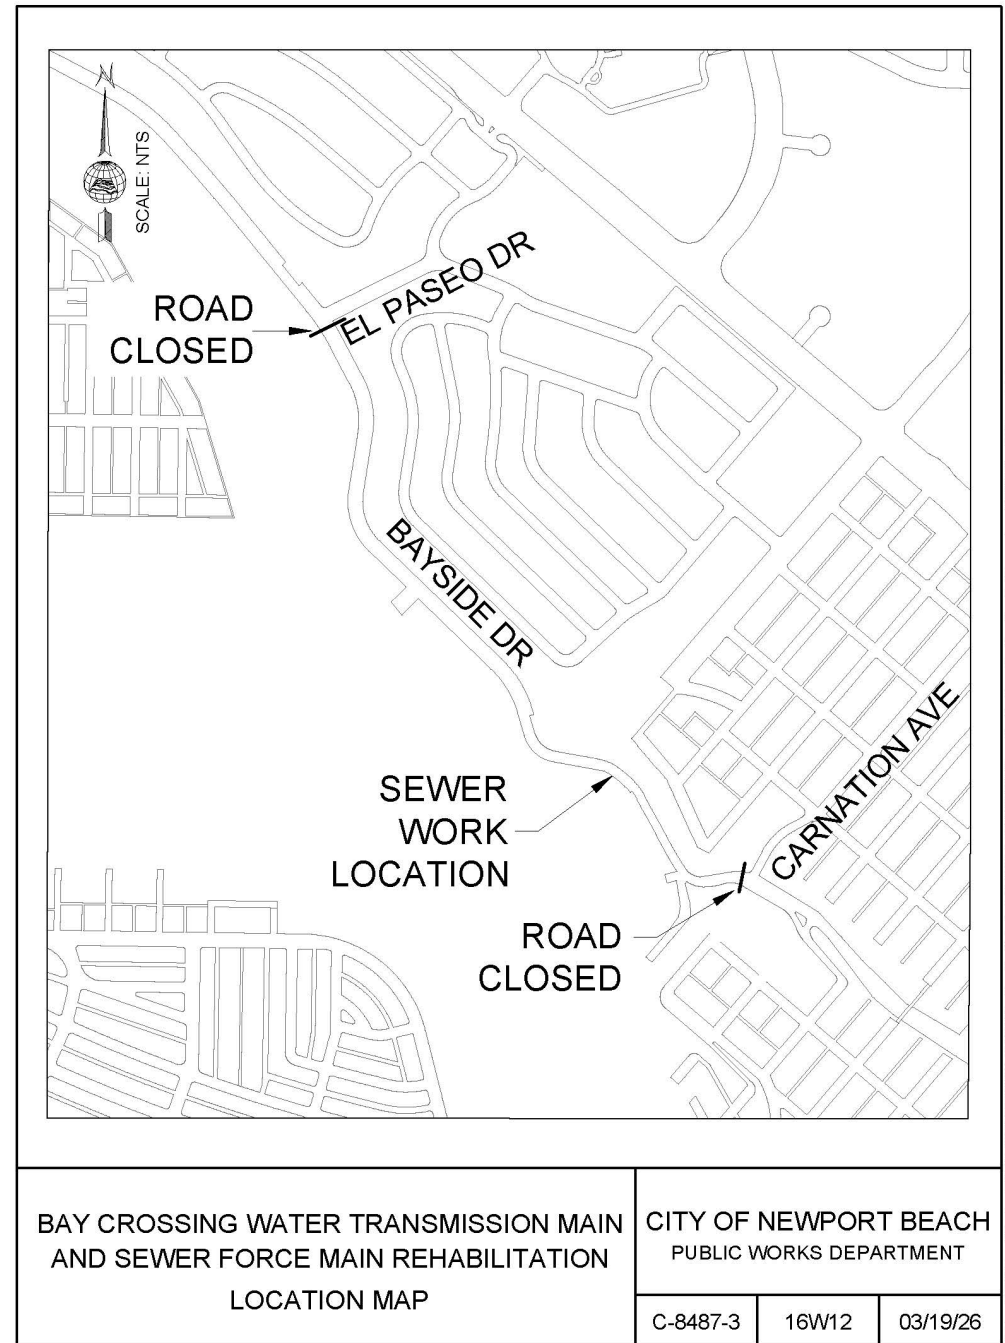 N
SCALE: NTS
ROAD
CLOSED
EL PASEO DR
BAYSIDE DR
CARNATION AVE
SEWER
WORK
LOCATION
ROAD
CLOSED
BAY CROSSING WATER TRANSMISSION MAIN
AND SEWER FORCE MAIN REHABILITATION
LOCATION MAP
CITY OF NEWPORT BEACH
PUBLIC WORKS DEPARTMENT
C-8487-3
16W12
03/19/26